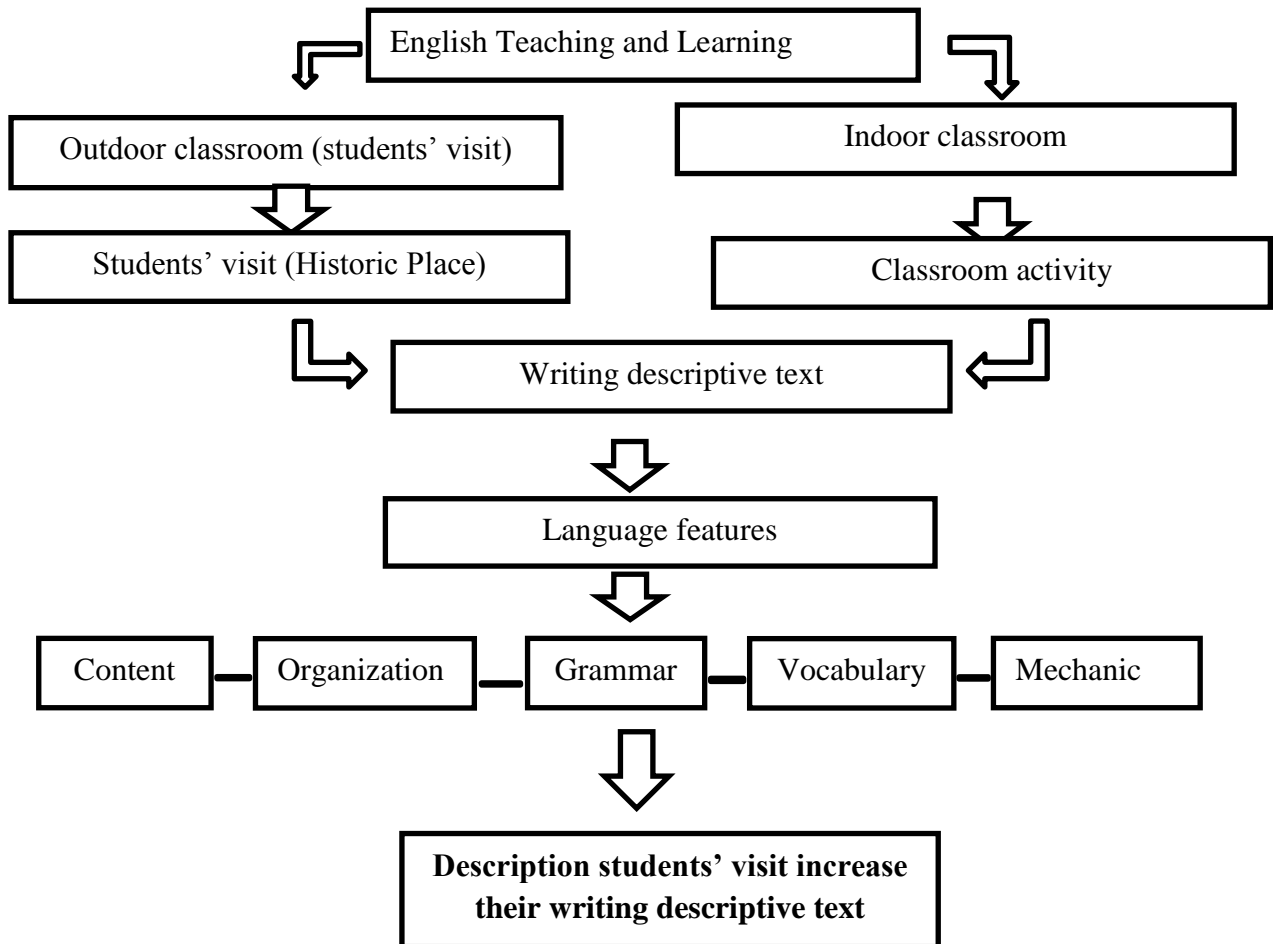 English Teaching and Learning
Outdoor classroom (students’ visit)
Indoor classroom
Students’ visit (Historic Place)
Classroom activity
Writing descriptive text
Language features
Content
Organization
Grammar
Vocabulary
Mechanic
Description students’ visit increase
their writing descriptive text